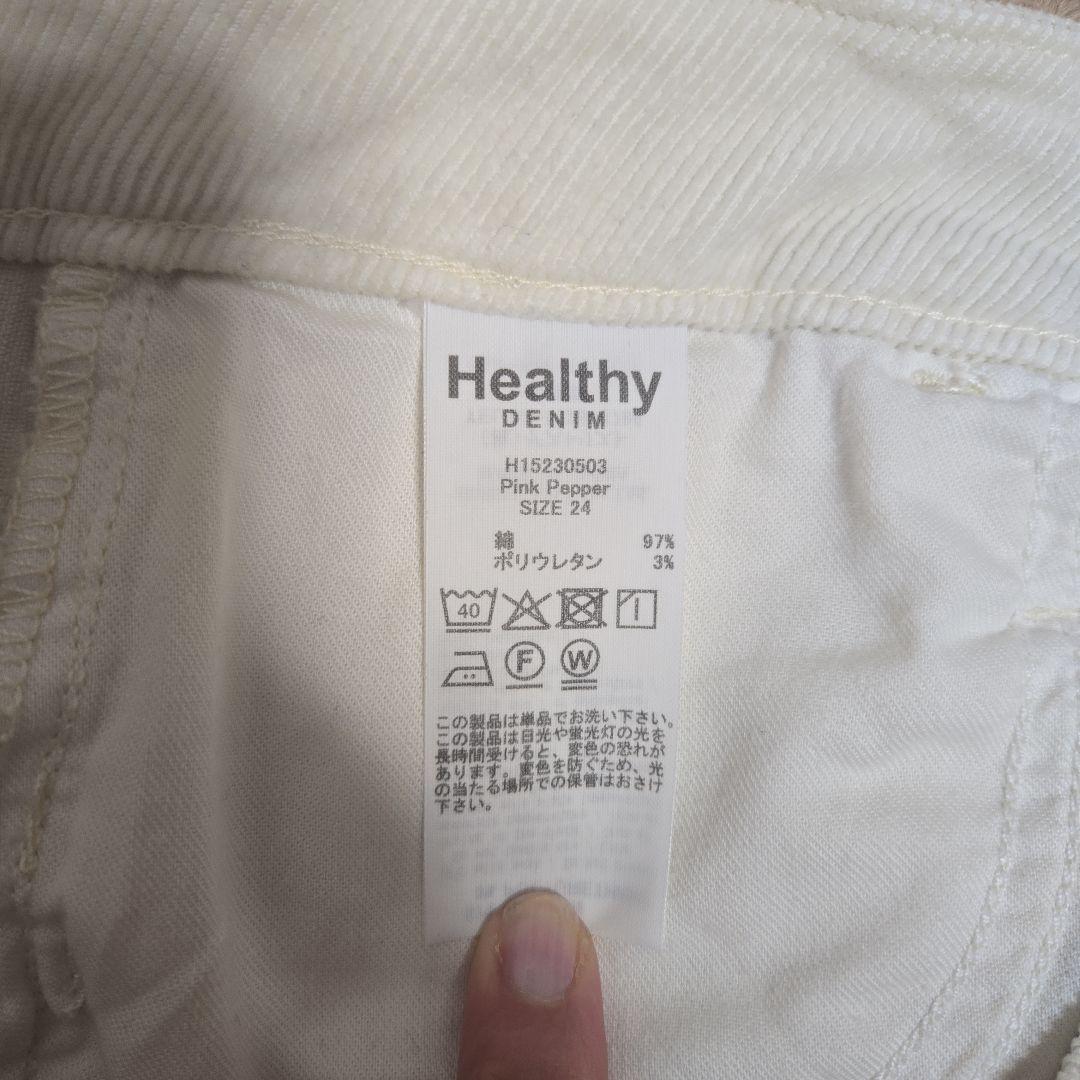 Healthy
DENIM
H15230503
Pink Pepper
SIZE 24
綿 97%
ポリウレタン 3%
40
F W
この製品は単品でお洗い下さい。
この製品は日光や蛍光灯の光を
長時間受けると、変色の恐れが
あります。変色を防ぐため、光
の当たる場所での保管はおさけ
下さい。